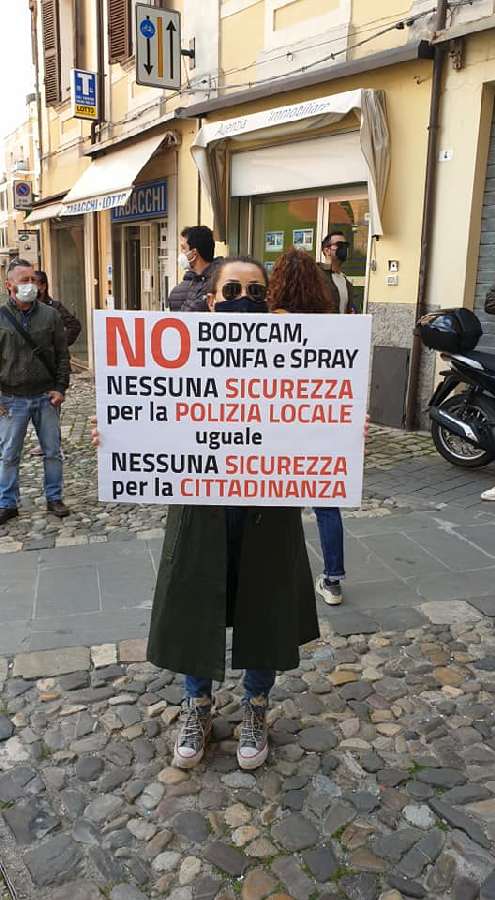 LOTTO
Agenzia Immobiliare
TABACCHI - LOTTO
TABACCHI
NO BODYCAM,
TONFA e SPRAY
NESSUNA SICUREZZA
per la POLIZIA LOCALE
uguale
NESSUNA SICUREZZA
per la CITTADINANZA